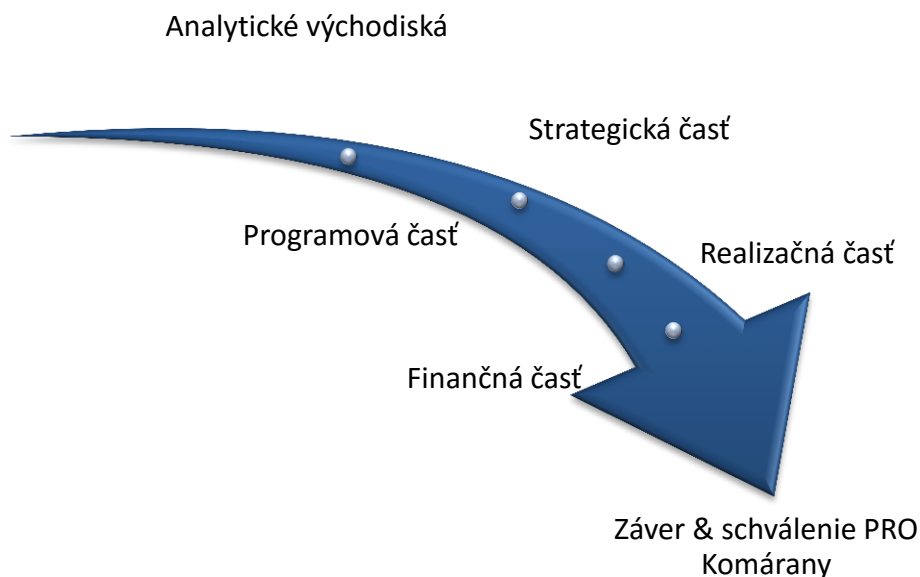 Analytické východiská
Strategická časť
Programová časť
Realizačná časť
Finančná časť
Záver & schválenie PRO
Komárany